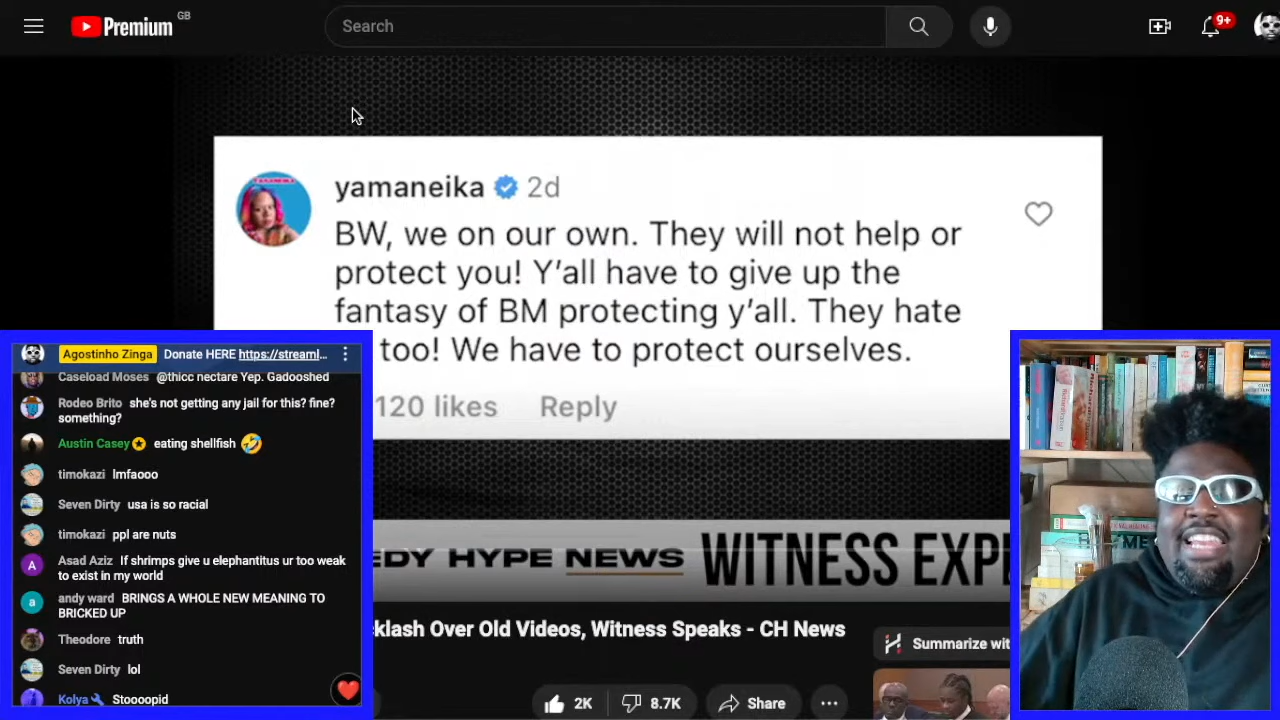 Premium GB
Search
9+
yamaneika 2d
BW, we on our own. They will not help or
protect you! Y'all have to give up the
fantasy of BM protecting y'all. They hate
too! We have to protect ourselves.
120 likes Reply
Agostinho Zinga Donate HERE https://streaml...
Caseload Moses @thicc nectare Yep. Gadooshed
Rodeo Brito she's not getting any jail for this? fine?
something?
Austin Casey eating shellfish 🤣
timokazi lmfaooo
Seven Dirty usa is so racial
timokazi ppl are nuts
A Asad Aziz If shrimps give u elephantitus ur too weak
to exist in my world
a andy ward BRINGS A WHOLE NEW MEANING TO
BRICKED UP
Theodore truth
Seven Dirty lol
Kolya Stoooopid
EDY HYPE NEWS WITNESS EXP
cklash Over Old Videos, Witness Speaks - CH News
Summarize wit
2K 8.7K Share